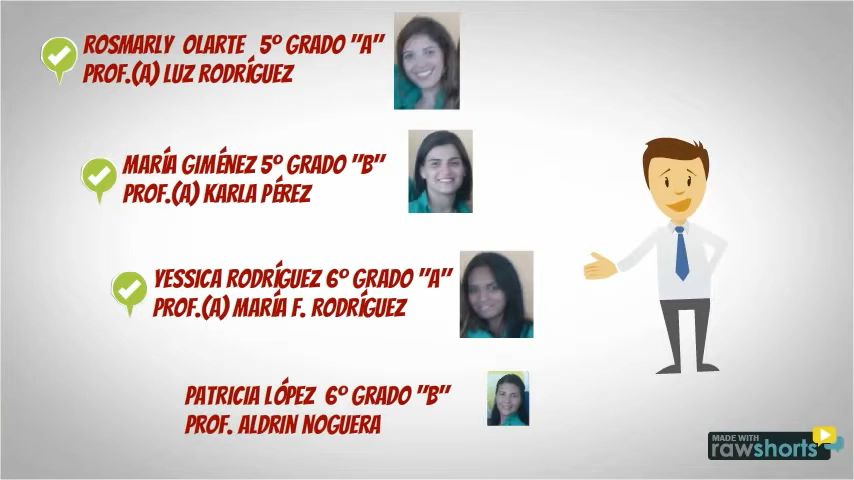 ROSMARLY OLARTE 5º GRADO "A"
PROF.(A) LUZ RODRÍGUEZ
MARÍA GIMÉNEZ 5º GRADO "B"
PROF.(A) KARLA PÉREZ
YESSICA RODRÍGUEZ 6º GRADO "A"
PROF.(A) MARÍA F. RODRÍGUEZ
PATRICIA LÓPEZ 6º GRADO "B"
PROF. ALDRIN NOGUERA
MADE WITH
rawshorts